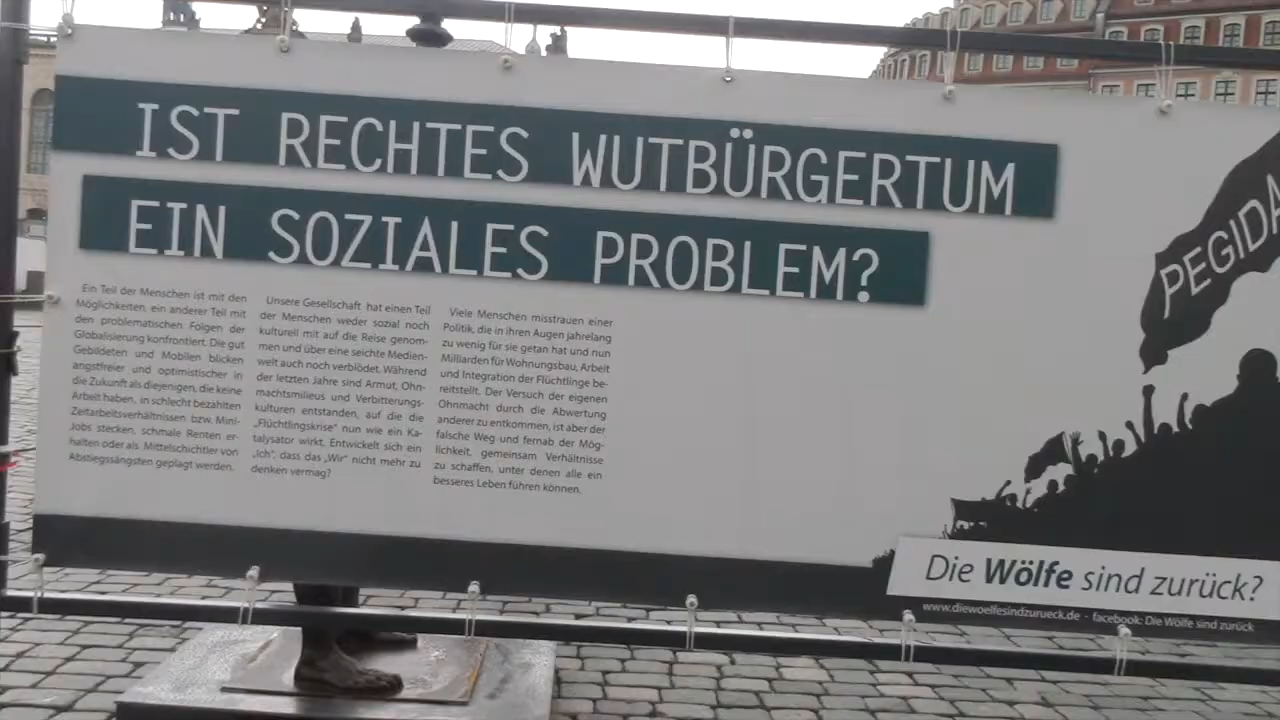 IST RECHTES WUTBÜRGERTUM
EIN SOZIALES PROBLEM?
Ein Teil der Menschen ist mit den
Möglichkeiten, ein anderer Teil mit
den problematischen Folgen der
Globalisierung konfrontiert. Die gut
Gebildeten und Mobilen blicken
angstfreier und optimistischer in
die Zukunft als diejenigen, die keine
Arbeit haben, in schlecht bezahlten
Zeitarbeitsverhältnissen bzw. Mini-
Jobs stecken, schmale Renten er-
halten oder als Mittelschichtler von
Abstiegssängsten geplagt werden.
Unsere Gesellschaft hat einen Teil
der Menschen weder sozial noch
kulturell mit auf die Reise genom-
men und über eine seichte Medien-
welt auch noch verblödet. Während
der letzten Jahre sind Armut, Ohn-
machtsmilieus und Verbitterungs-
kulturen entstanden, auf die die
„Flüchtlingskrise" nun wie ein Ka-
talysator wirkt. Entwickelt sich ein
„Ich", dass das „Wir" nicht mehr zu
denken vermag?
Viele Menschen misstrauen einer
Politik, die in ihren Augen jahrelang
zu wenig für sie getan hat und nun
Milliarden für Wohnungsbau, Arbeit
und Integration der Flüchtlinge be-
reitstellt. Der Versuch der eigenen
Ohnmacht durch die Abwertung
anderer zu entkommen, ist aber der
falsche Weg und fernab der Mög-
lichkeit, gemeinsam Verhältnisse
zu schaffen, unter denen alle ein
besseres Leben führen können.
PEGIDA
Die Wölfe sind zurück?
www.diewoelfesindzurueck.de - facebook: Die Wölfe sind zurück